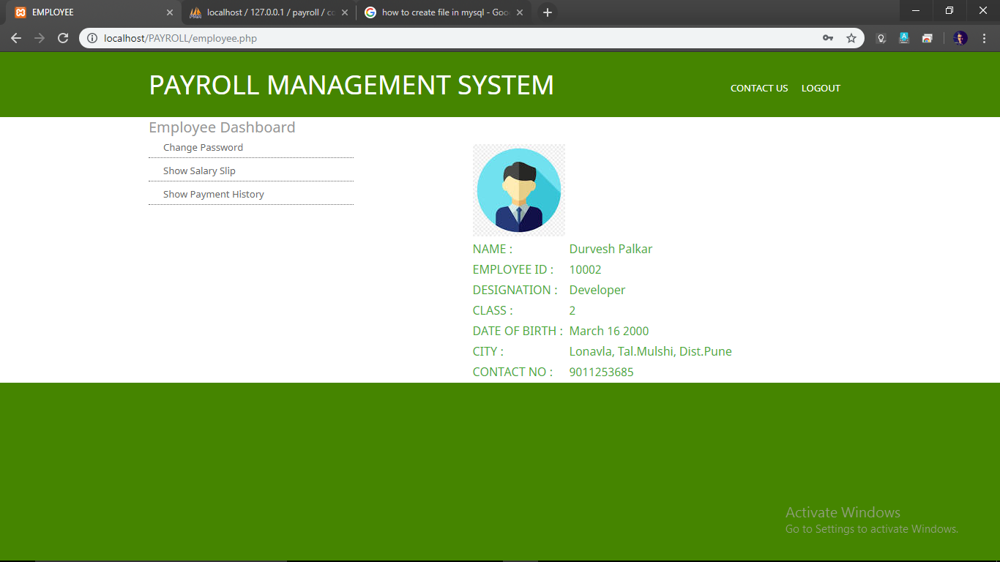 EMPLOYEE
localhost / 127.0.0.1 / payroll / co
how to create file in mysql - Goo
localhost/PAYROLL/employee.php
PAYROLL MANAGEMENT SYSTEM
CONTACT US LOGOUT
Employee Dashboard
Change Password
Show Salary Slip
Show Payment History
NAME : Durvesh Palkar
EMPLOYEE ID : 10002
DESIGNATION : Developer
CLASS : 2
DATE OF BIRTH : March 16 2000
CITY : Lonavla, Tal.Mulshi, Dist.Pune
CONTACT NO : 9011253685
Activate Windows
Go to Settings to activate Windows.